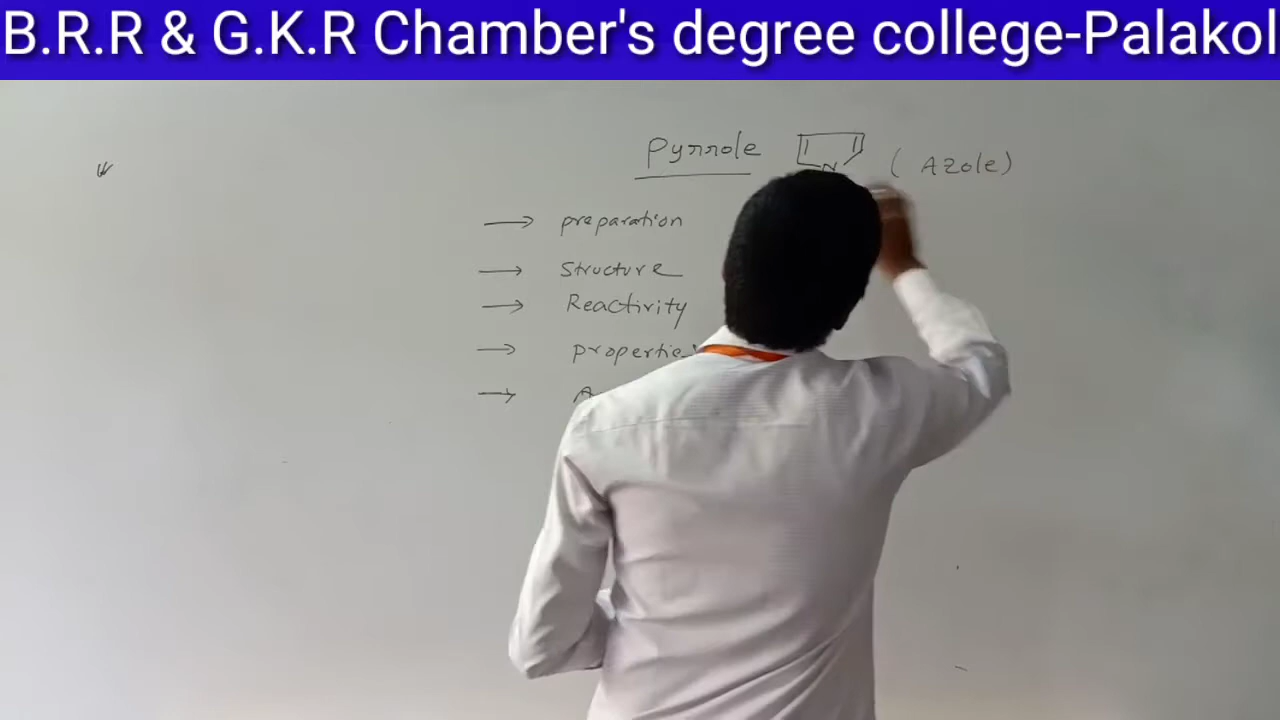 B.R.R & G.K.R Chamber's degree college-Palakol
Pyrrole N (Azole)
→ preparation
→ Structure
→ Reactivity
→ propertie
→ A